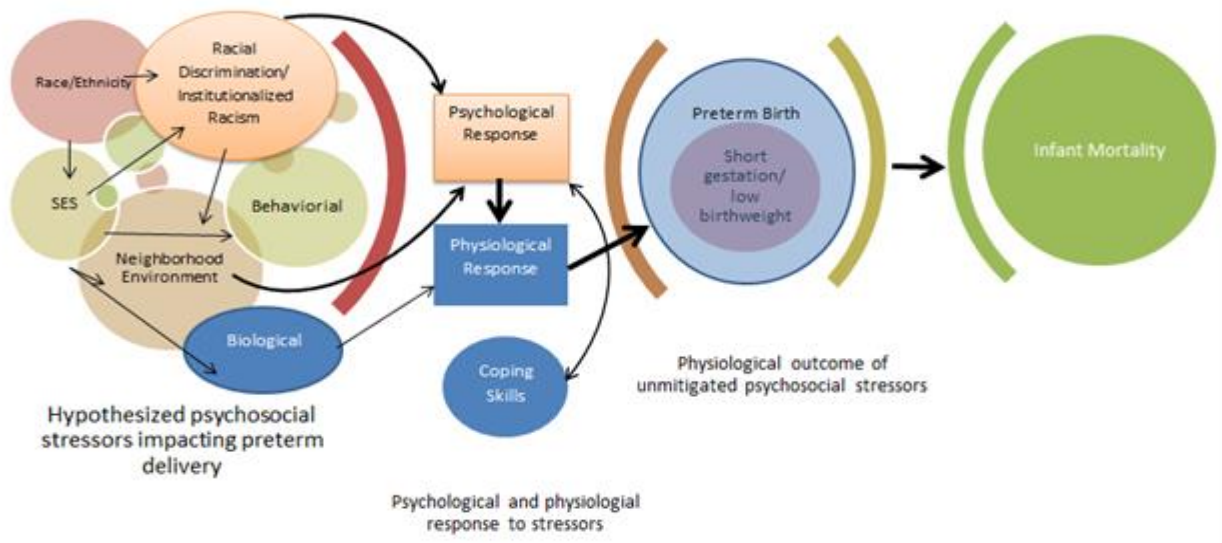 Race/Ethnicity
Racial
Discrimination/
Institutionalized
Racism
SES
Behaviorial
Neighborhood
Environment
Biological
Hypothesized psychosocial
stressors impacting preterm
delivery
Psychological
Response
Physiological
Response
Coping
Skills
Psychological and physiologial
response to stressors
Preterm Birth
Short
gestation/
low
birthweight
Physiological outcome of
unmitigated psychosocial stressors
Infant Mortality